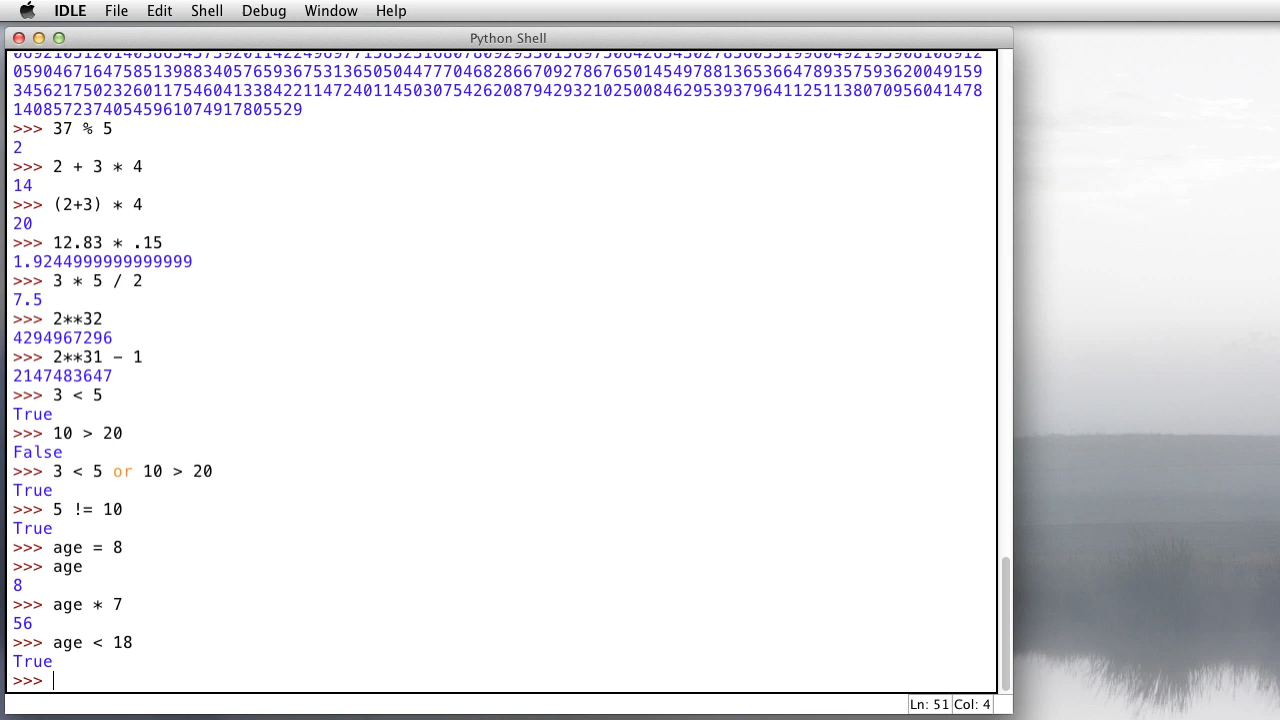 IDLE File Edit Shell Debug Window Help
Python Shell
0590467164758513988340576593675313650504477704682866709278676501454978813653664789357593620049159
34562175023260117546041338422114724011450307542620879429321025008462953937964112511138070956041478
14085723740545961074917805529
>>> 37 % 5
2
>>> 2 + 3 * 4
14
>>> (2+3) * 4
20
>>> 12.83 * .15
1.9244999999999999
>>> 3 * 5 / 2
7.5
>>> 2**32
4294967296
>>> 2**31 - 1
2147483647
>>> 3 < 5
True
>>> 10 > 20
False
>>> 3 < 5 or 10 > 20
True
>>> 5 != 10
True
>>> age = 8
>>> age
8
>>> age * 7
56
>>> age < 18
True
>>>
Ln: 51 Col: 4